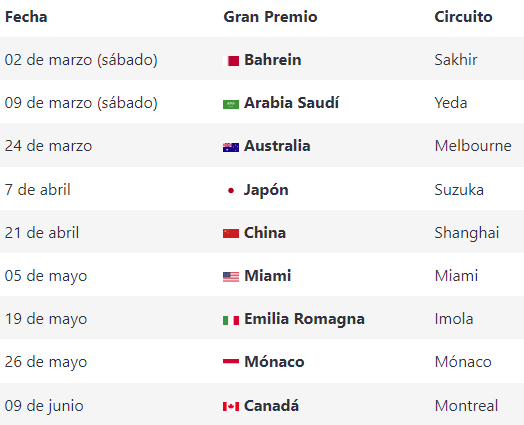 Fecha Gran Premio Circuito
02 de marzo (sábado) Bahrein Sakhir
09 de marzo (sábado) Arabia Saudí Yeda
24 de marzo Australia Melbourne
7 de abril Japón Suzuka
21 de abril China Shanghai
05 de mayo Miami Miami
19 de mayo Emilia Romagna Imola
26 de mayo Mónaco Mónaco
09 de junio Canadá Montreal